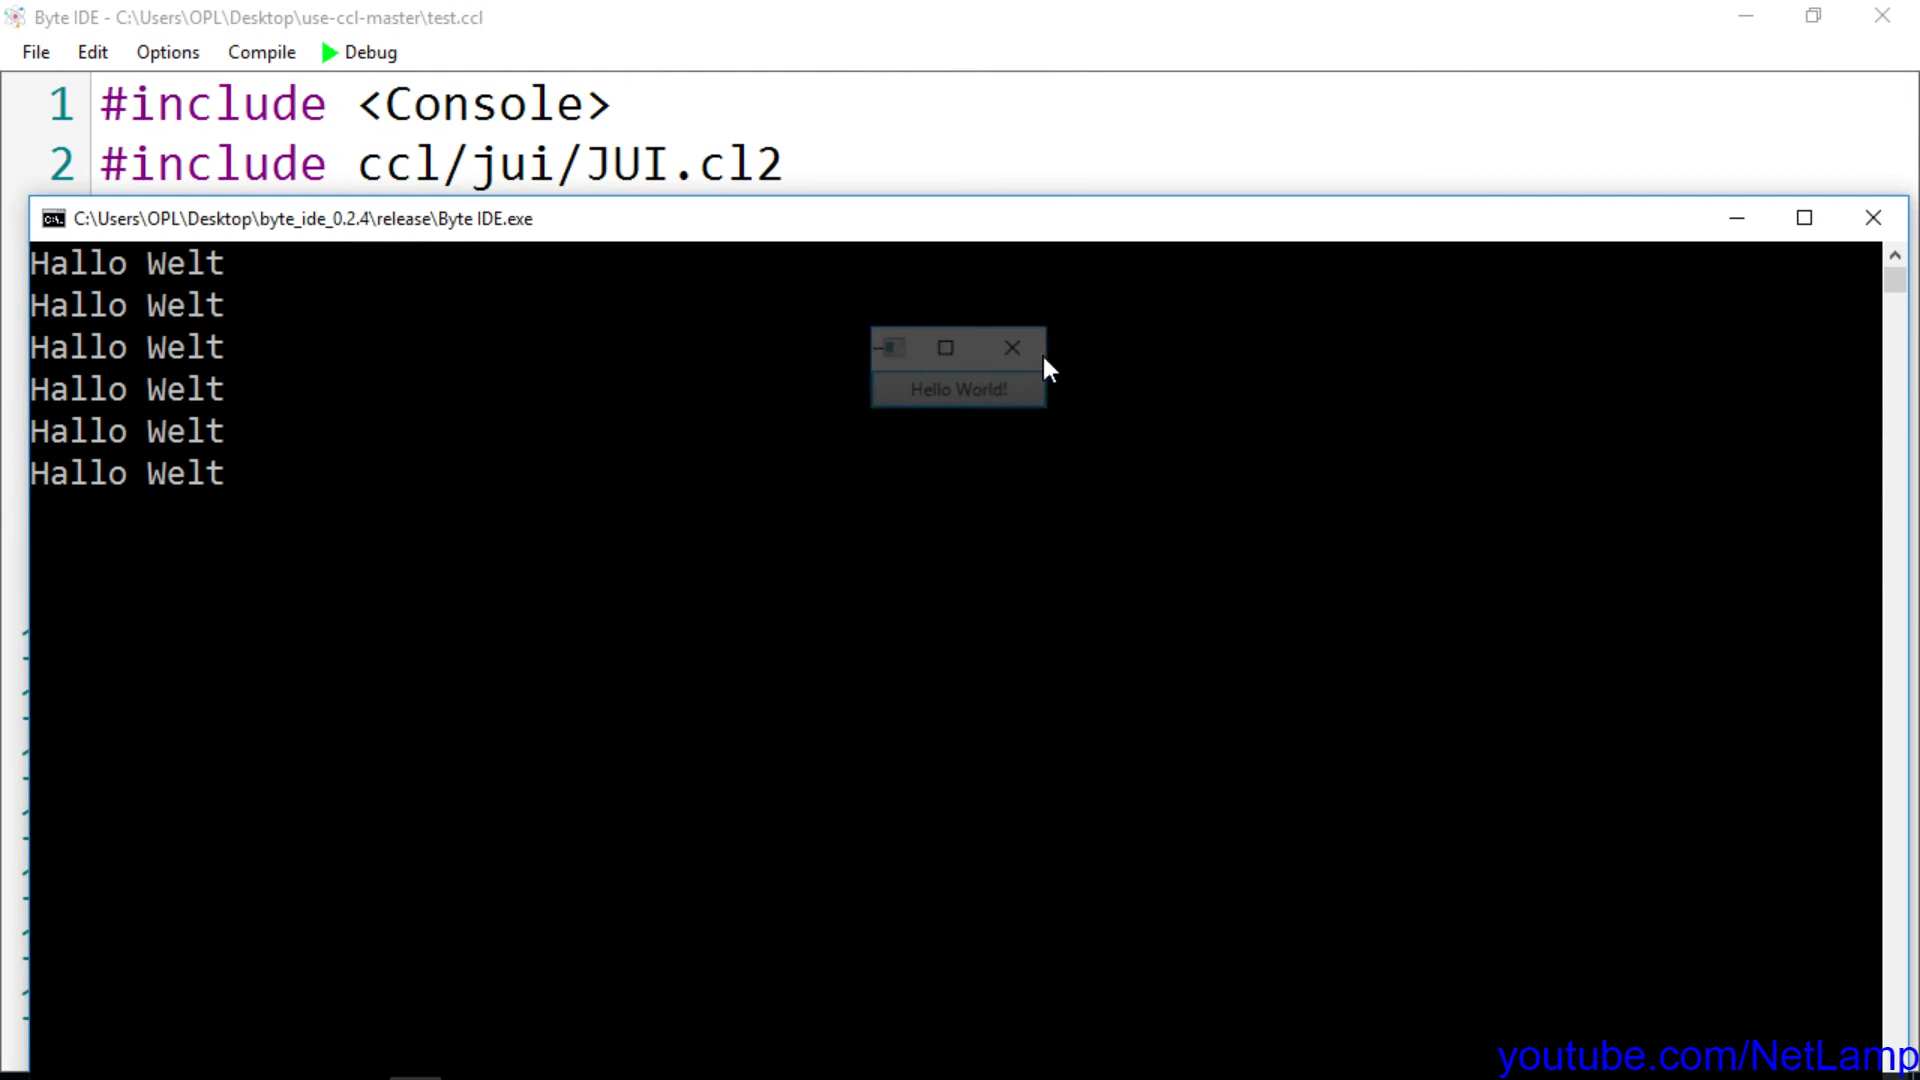 Byte IDE - C:\Users\OPL\Desktop\use-ccl-master\test.ccl
File Edit Options Compile Debug
1 #include <Console>
2 #include ccl/jui/JUI.cl2
C:\Users\OPL\Desktop\byte_ide_0.2.4\release\Byte IDE.exe
Hallo Welt
Hallo Welt
Hallo Welt
Hallo Welt
Hallo Welt
Hallo Welt
Hello World!
youtube.com/NetLamp